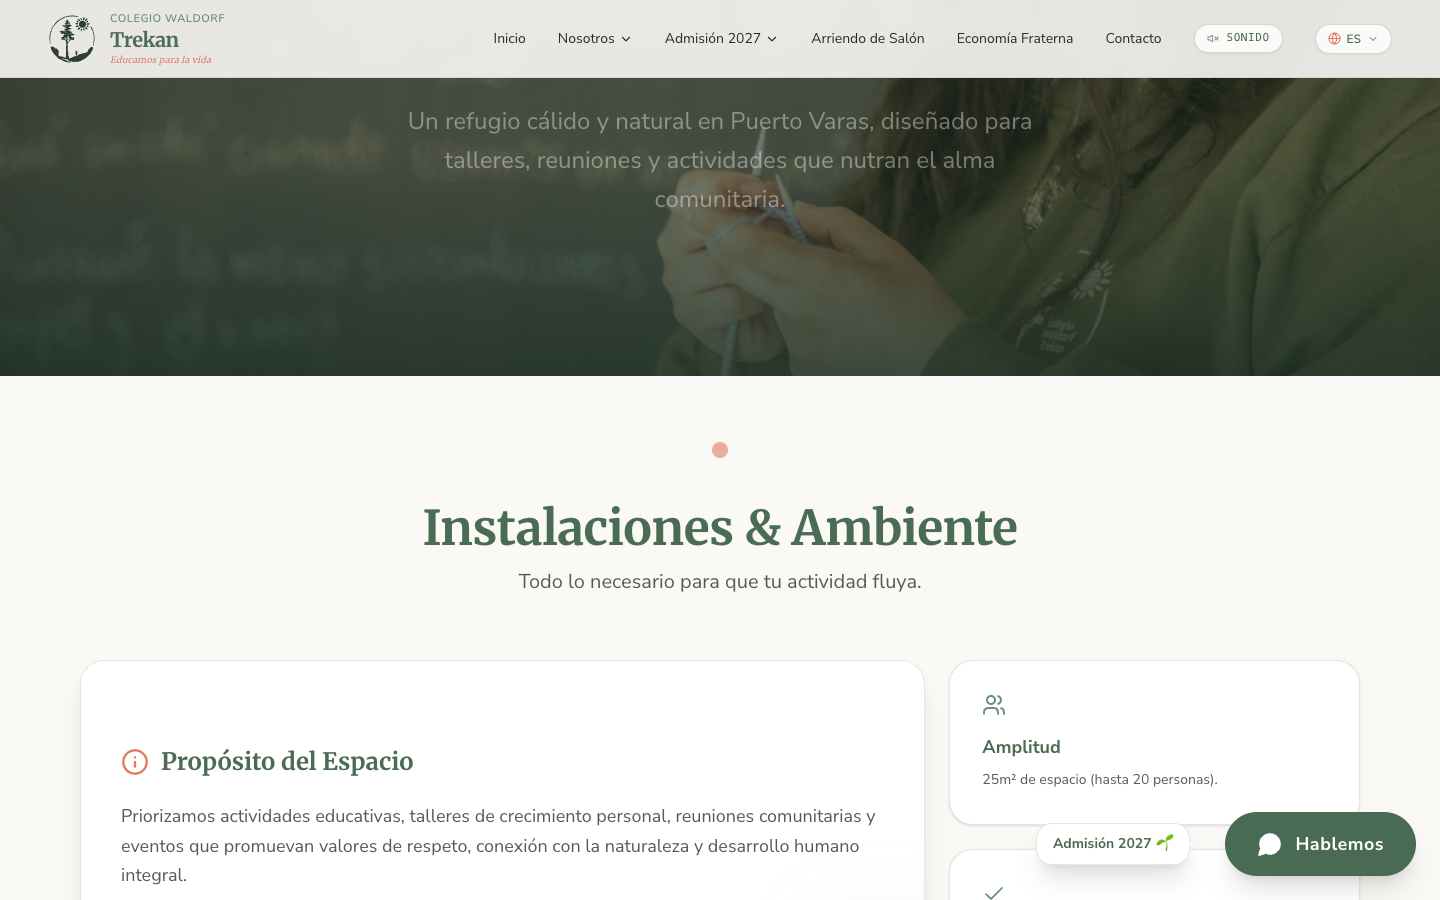 COLEGIO WALDORF
Trekan
Educamos para la vida
Inicio
Nosotros
Admisión 2027
Arriendo de Salón
Economía Fraterna
Contacto
SONIDO
ES
Un refugio cálido y natural en Puerto Varas, diseñado para
talleres, reuniones y actividades que nutran el alma
comunitaria.
Colegio
Waldorf
Trekan
Instalaciones & Ambiente
Todo lo necesario para que tu actividad fluya.
Propósito del Espacio
Priorizamos actividades educativas, talleres de crecimiento personal, reuniones comunitarias y
eventos que promuevan valores de respeto, conexión con la naturaleza y desarrollo humano
integral.
Amplitud
25m² de espacio (hasta 20 personas).
Admisión 2027 🌱
Hablemos